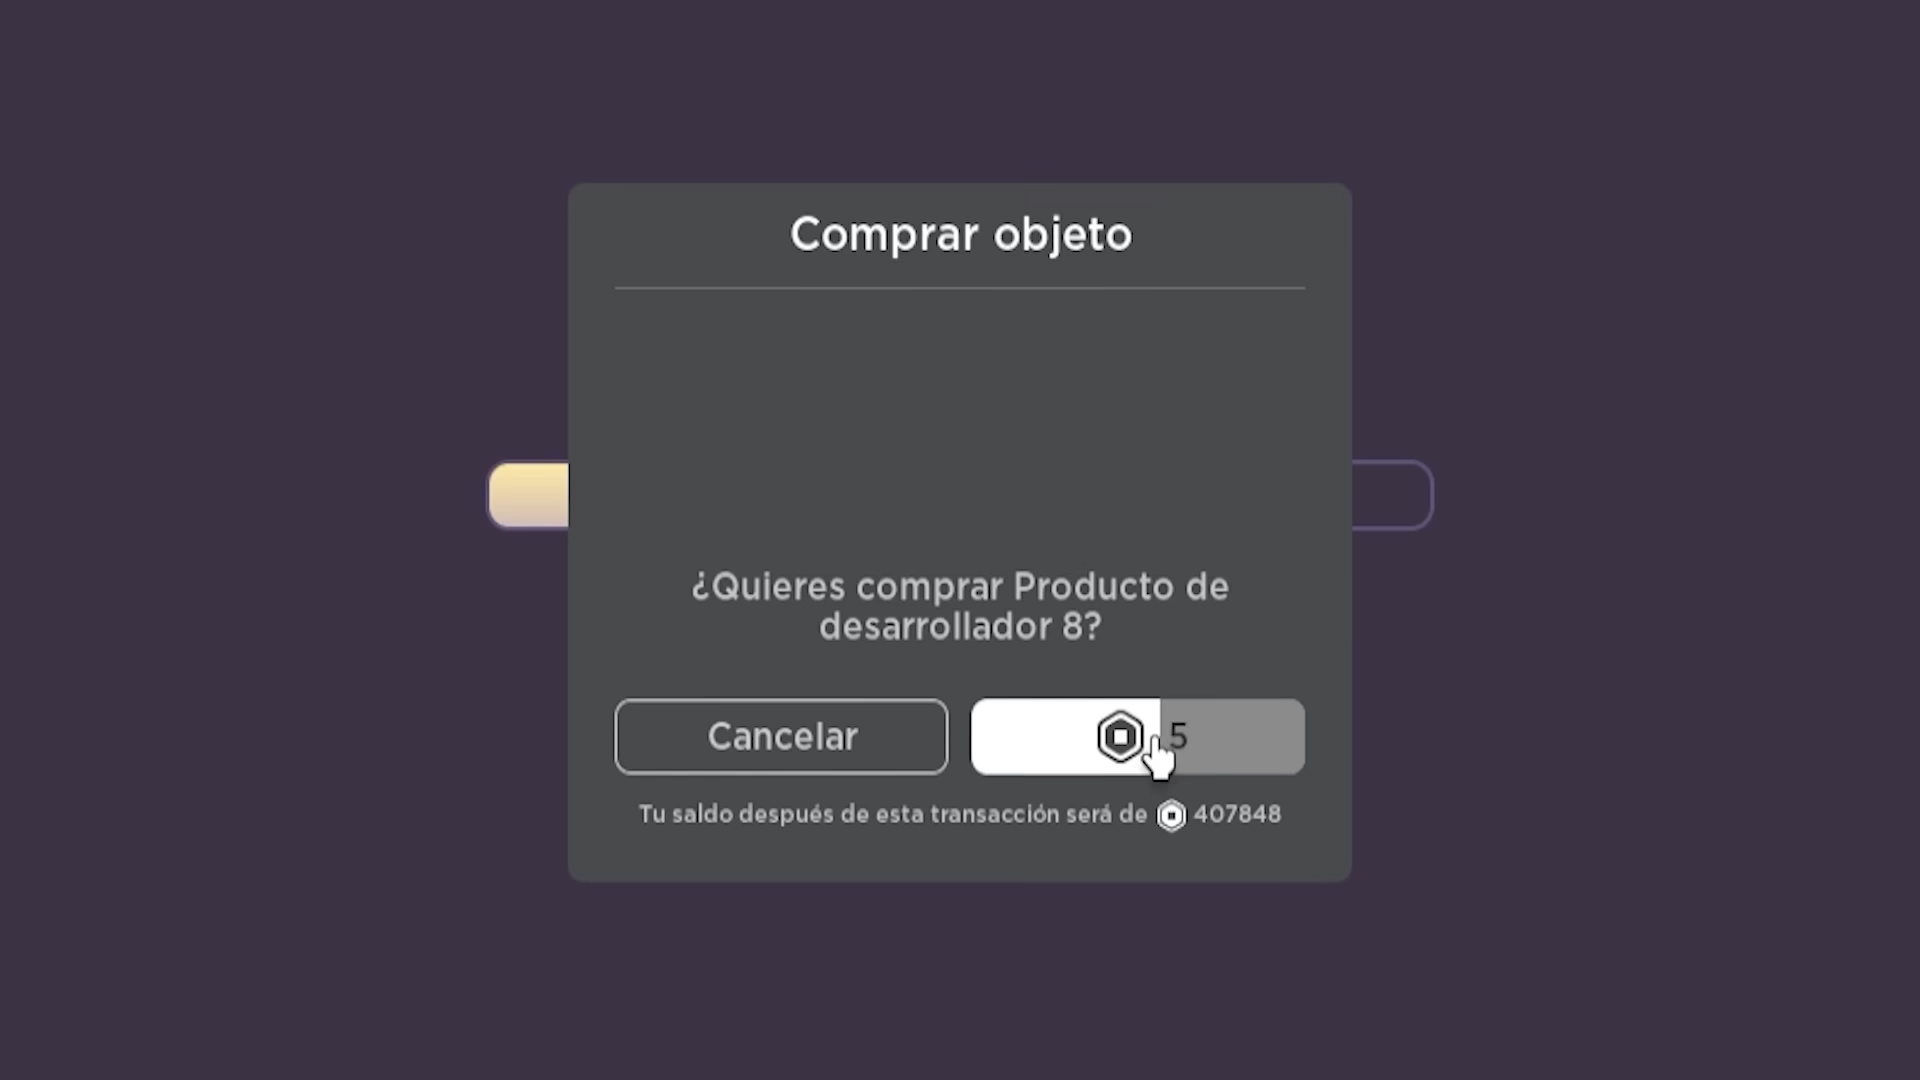 Comprar objeto
¿Quieres comprar Producto de
desarrollador 8?
Cancelar
5
Tu saldo después de esta transacción será de 407848